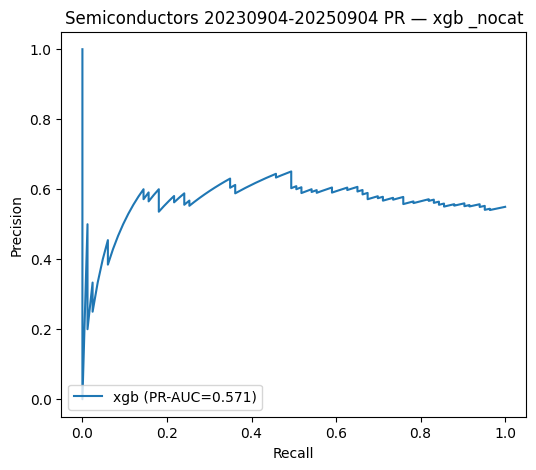 Semiconductors 20230904-20250904 PR — xgb _nocat
Precision
1.0
0.8
0.6
0.4
0.2
0.0
xgb (PR-AUC=0.571)
0.0 0.2 0.4 0.6 0.8 1.0
Recall